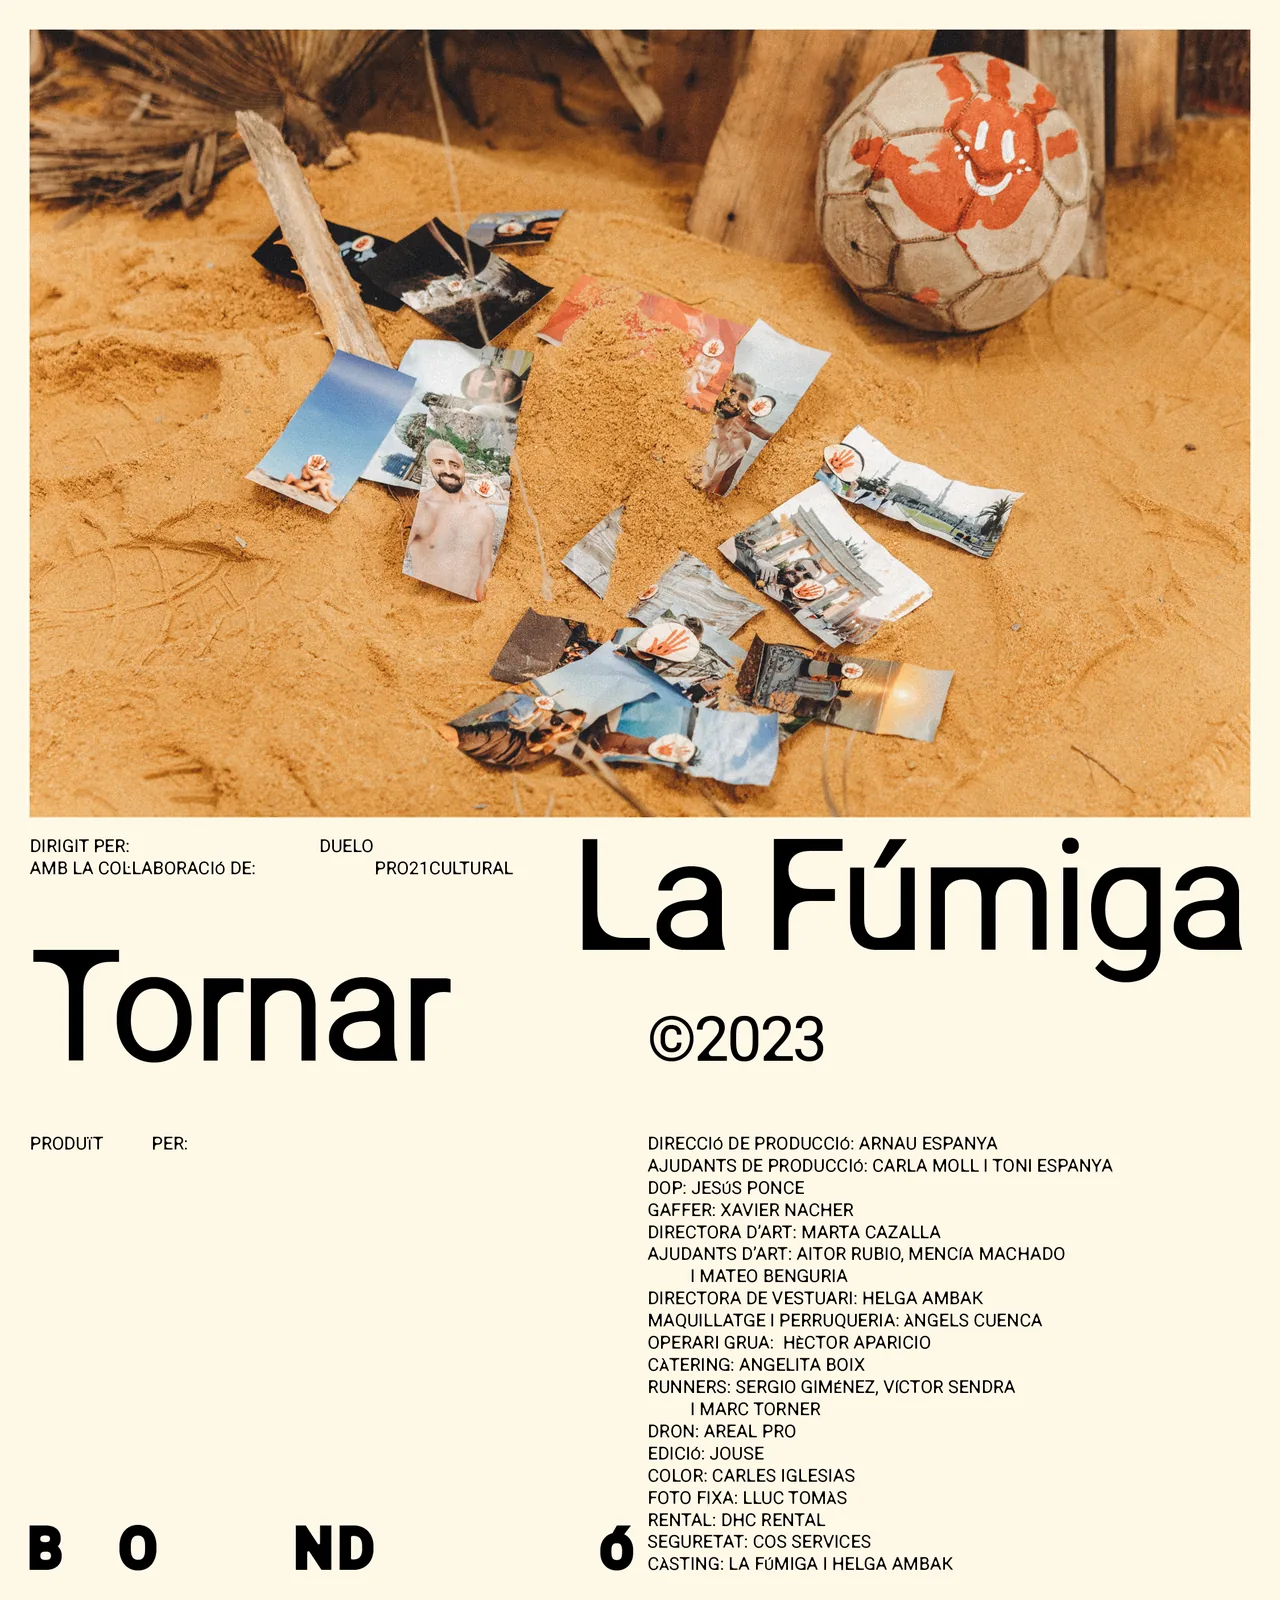 DIRIGIT PER: DUELO
AMB LA COL·LABORACIÓ DE: PRO21CULTURAL
La Fúmiga
Tornar
©2023
PRODUÏT PER:
BONDÓ
DIRECCIÓ DE PRODUCCIÓ: ARNAU ESPANYA
AJUDANTS DE PRODUCCIÓ: CARLA MOLL I TONI ESPANYA
DOP: JESÚS PONCE
GAFFER: XAVIER NACHER
DIRECTORA D'ART: MARTA CAZALLA
AJUDANTS D'ART: AITOR RUBIO, MENCÍA MACHADO
I MATEO BENGURIA
DIRECTORA DE VESTUARI: HELGA AMBAK
MAQUILLATGE I PERRUQUERIA: ÀNGELS CUENCA
OPERARI GRUA: HÈCTOR APARICIO
CÀTERING: ANGELITA BOIX
RUNNERS: SERGIO GIMÉNEZ, VÍCTOR SENDRA
I MARC TORNER
DRON: AREAL PRO
EDICIÓ: JOUSE
COLOR: CARLES IGLESIAS
FOTO FIXA: LLUC TOMÀS
RENTAL: DHC RENTAL
SEGURETAT: COS SERVICES
CÀSTING: LA FÚMIGA I HELGA AMBAK